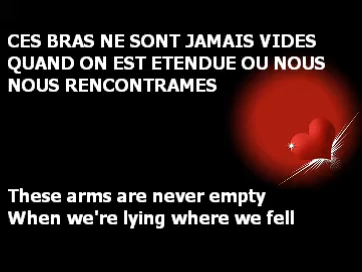 CES BRAS NE SONT JAMAIS VIDES
QUAND ON EST ETENDUE OU NOUS
NOUS RENCONTRAMES
These arms are never empty
When we're lying where we fell